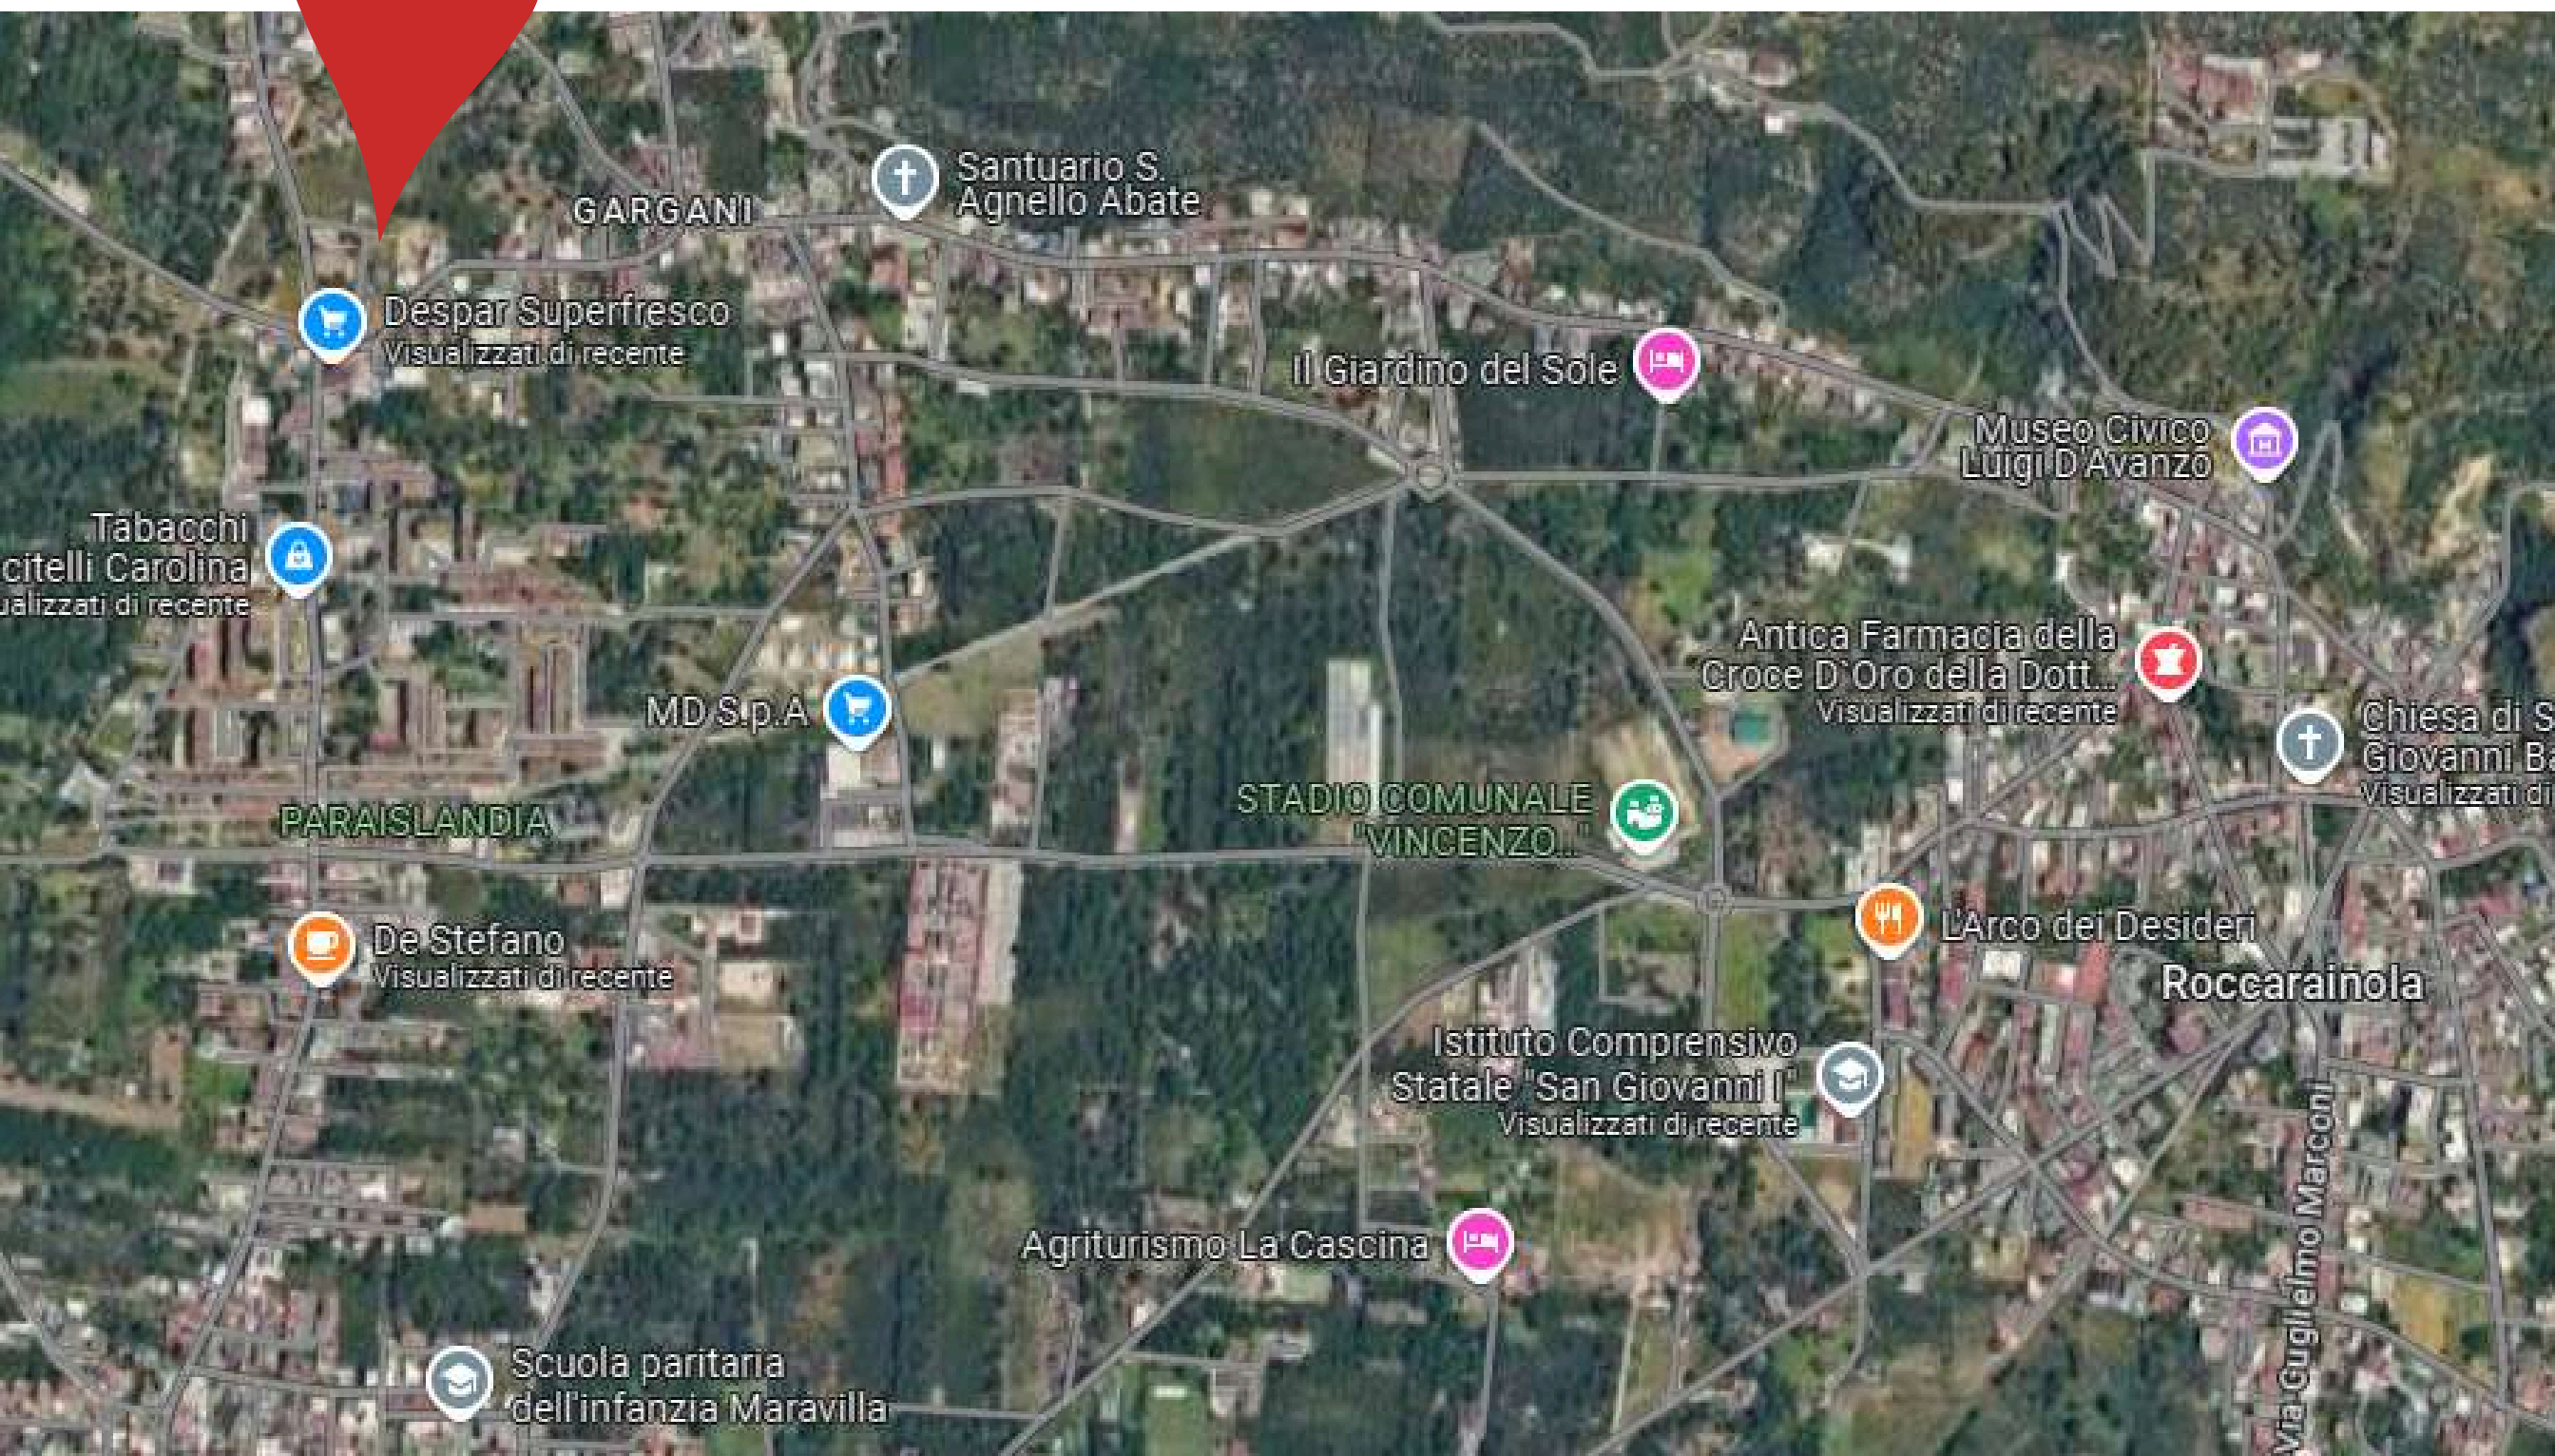 Santuario S.
Agnello Abate
GARGANI
Despar Superfresco
Visualizzati di recente
Il Giardino del Sole
Museo Civico
Luigi D'Avanzo
Tabacchi
citelli Carolina
ualizzati di recente
Antica Farmacia della
Croce D`Oro della Dott...
Visualizzati di recente
MD S.p.A
Chiesa di S
Giovanni Ba
Visualizzati di
STADIO COMUNALE
"VINCENZO..."
PARAISLANDIA
De Stefano
Visualizzati di recente
L'Arco dei Desideri
Roccarainola
Istituto Comprensivo
Statale "San Giovanni I"
Visualizzati di recente
Via Guglielmo Marconi
Agriturismo La Cascina
Scuola paritaria
dell'infanzia Maravilla